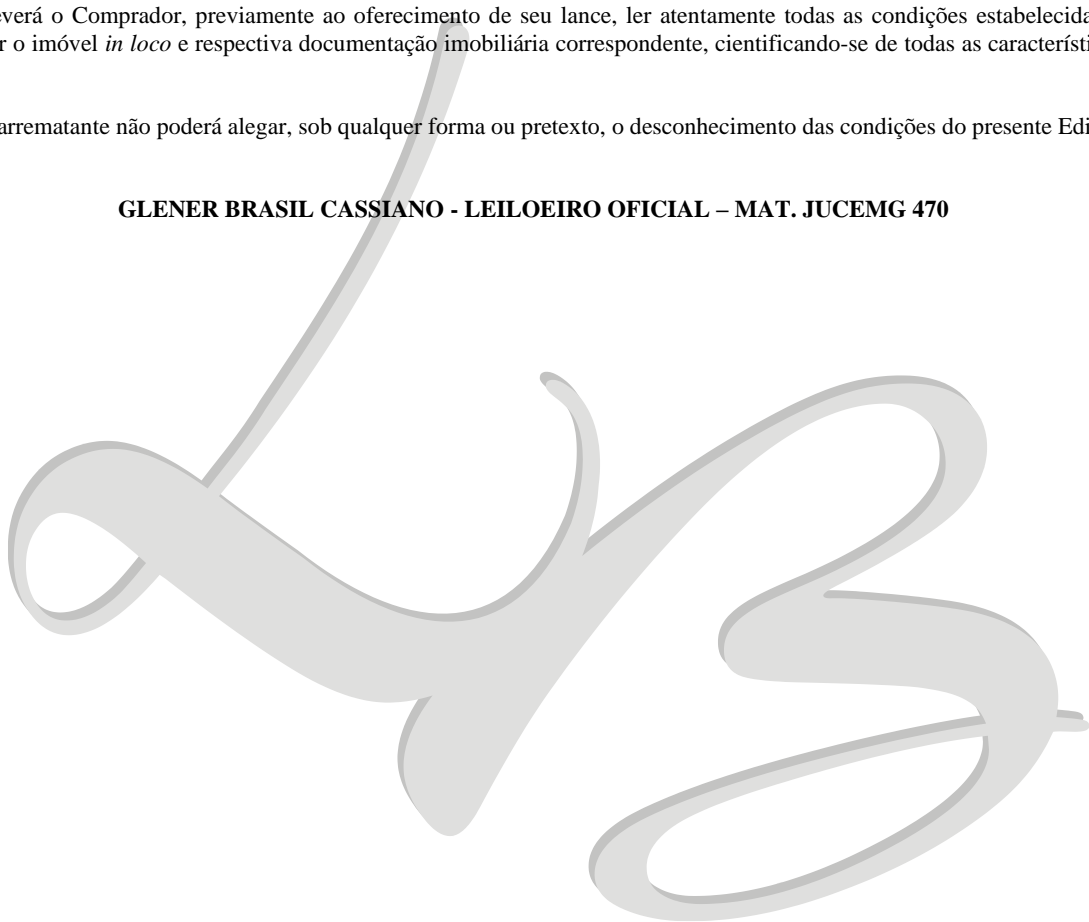 everá o Comprador, previamente ao oferecimento de seu lance, ler atentamente todas as condições estabelecida
r o imóvel in loco e respectiva documentação imobiliária correspondente, cientificando-se de todas as característi
arrematante não poderá alegar, sob qualquer forma ou pretexto, o desconhecimento das condições do presente Edi
GLENER BRASIL CASSIANO - LEILOEIRO OFICIAL – MAT. JUCEMG 470
LB